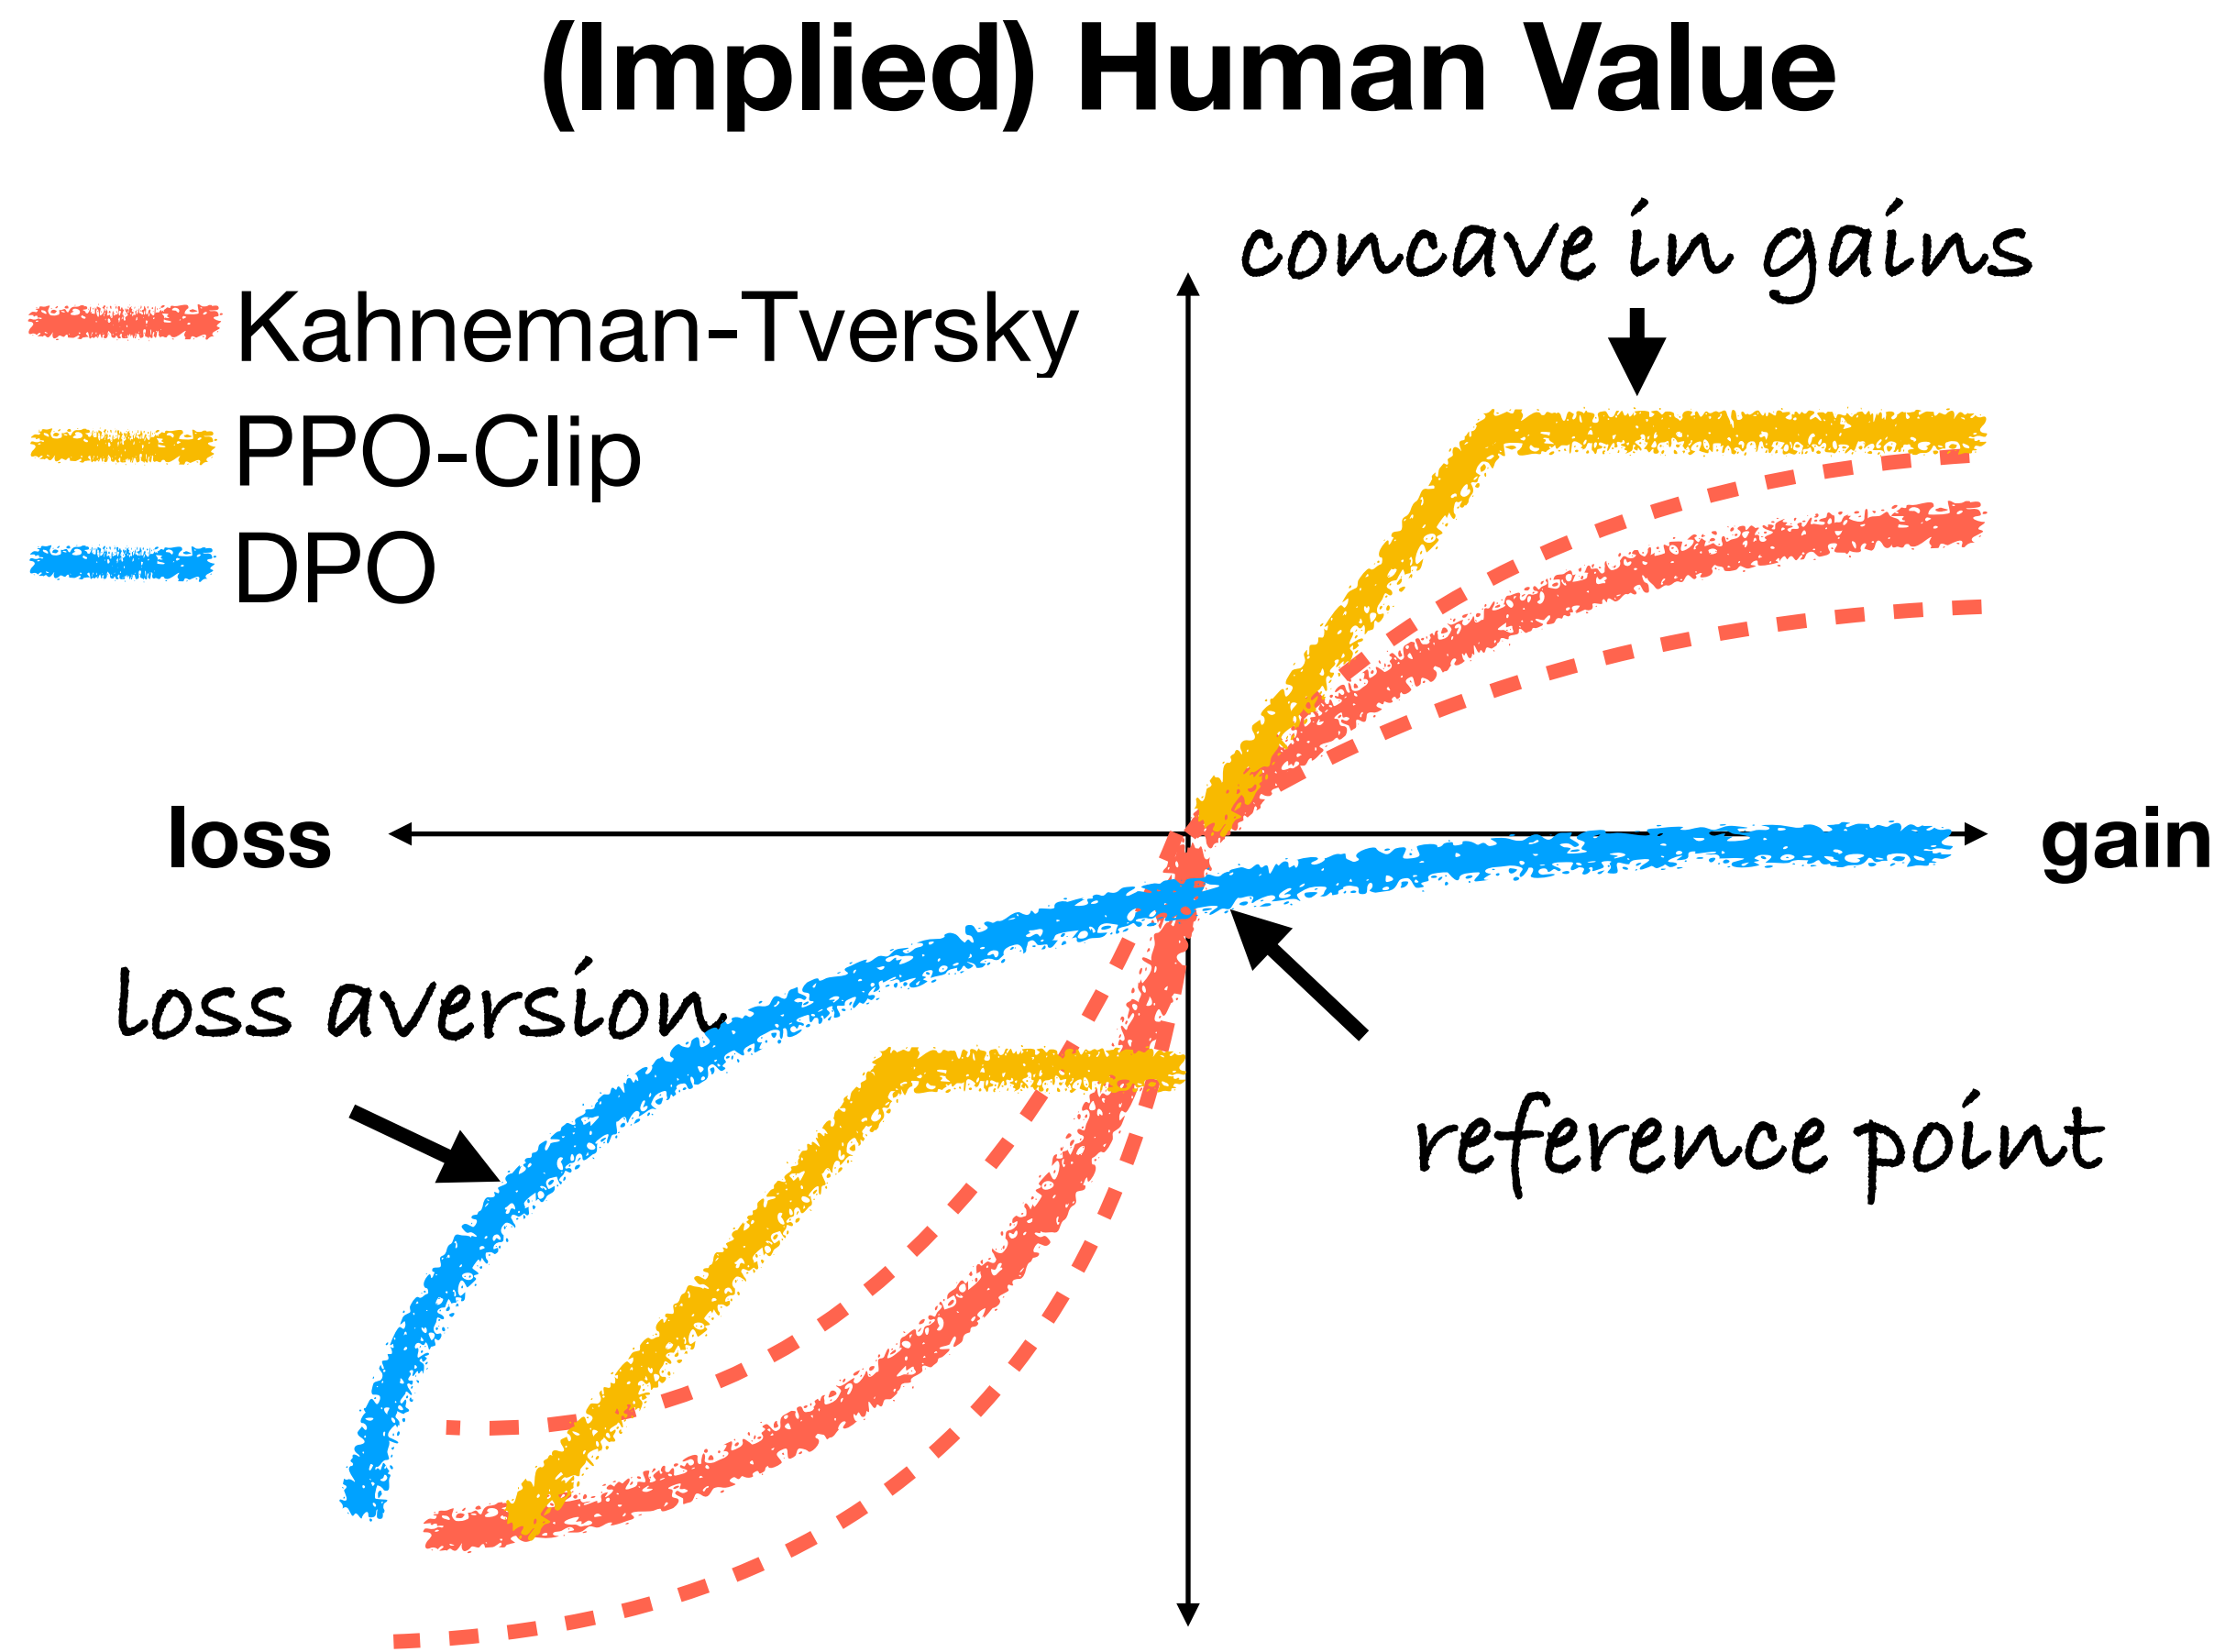 (Implied) Human Value
concave in gains
Kahneman-Tversky
PPO-Clip
DPO
loss
gain
loss aversion
reference point